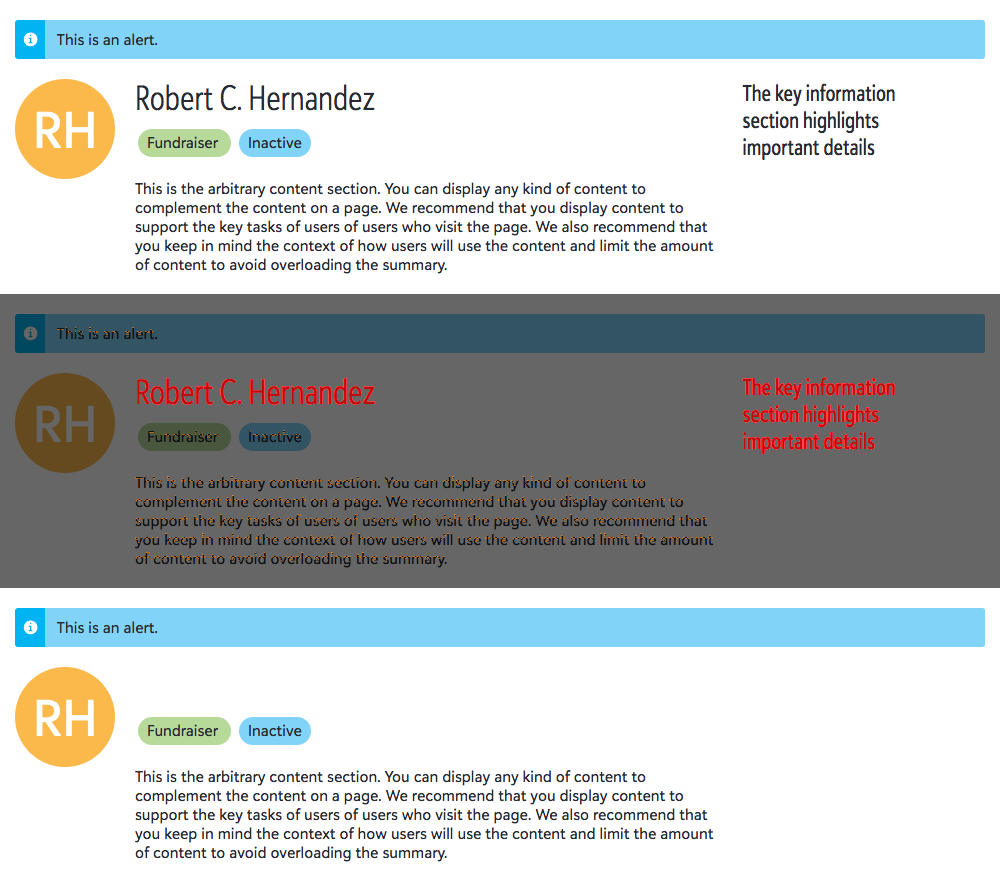 This is an alert.
RH
Robert C. Hernandez
Fundraiser Inactive
This is the arbitrary content section. You can display any kind of content to
complement the content on a page. We recommend that you display content to
support the key tasks of users of users who visit the page. We also recommend that
you keep in mind the context of how users will use the content and limit the amount
of content to avoid overloading the summary.
The key information
section highlights
important details
This is an alert.
RH
Robert C. Hernandez
Fundraiser Inactive
This is the arbitrary content section. You can display any kind of content to
complement the content on a page. We recommend that you display content to
support the key tasks of users of users who visit the page. We also recommend that
you keep in mind the context of how users will use the content and limit the amount
of content to avoid overloading the summary.
The key information
section highlights
important details
This is an alert.
RH
Fundraiser Inactive
This is the arbitrary content section. You can display any kind of content to
complement the content on a page. We recommend that you display content to
support the key tasks of users of users who visit the page. We also recommend that
you keep in mind the context of how users will use the content and limit the amount
of content to avoid overloading the summary.